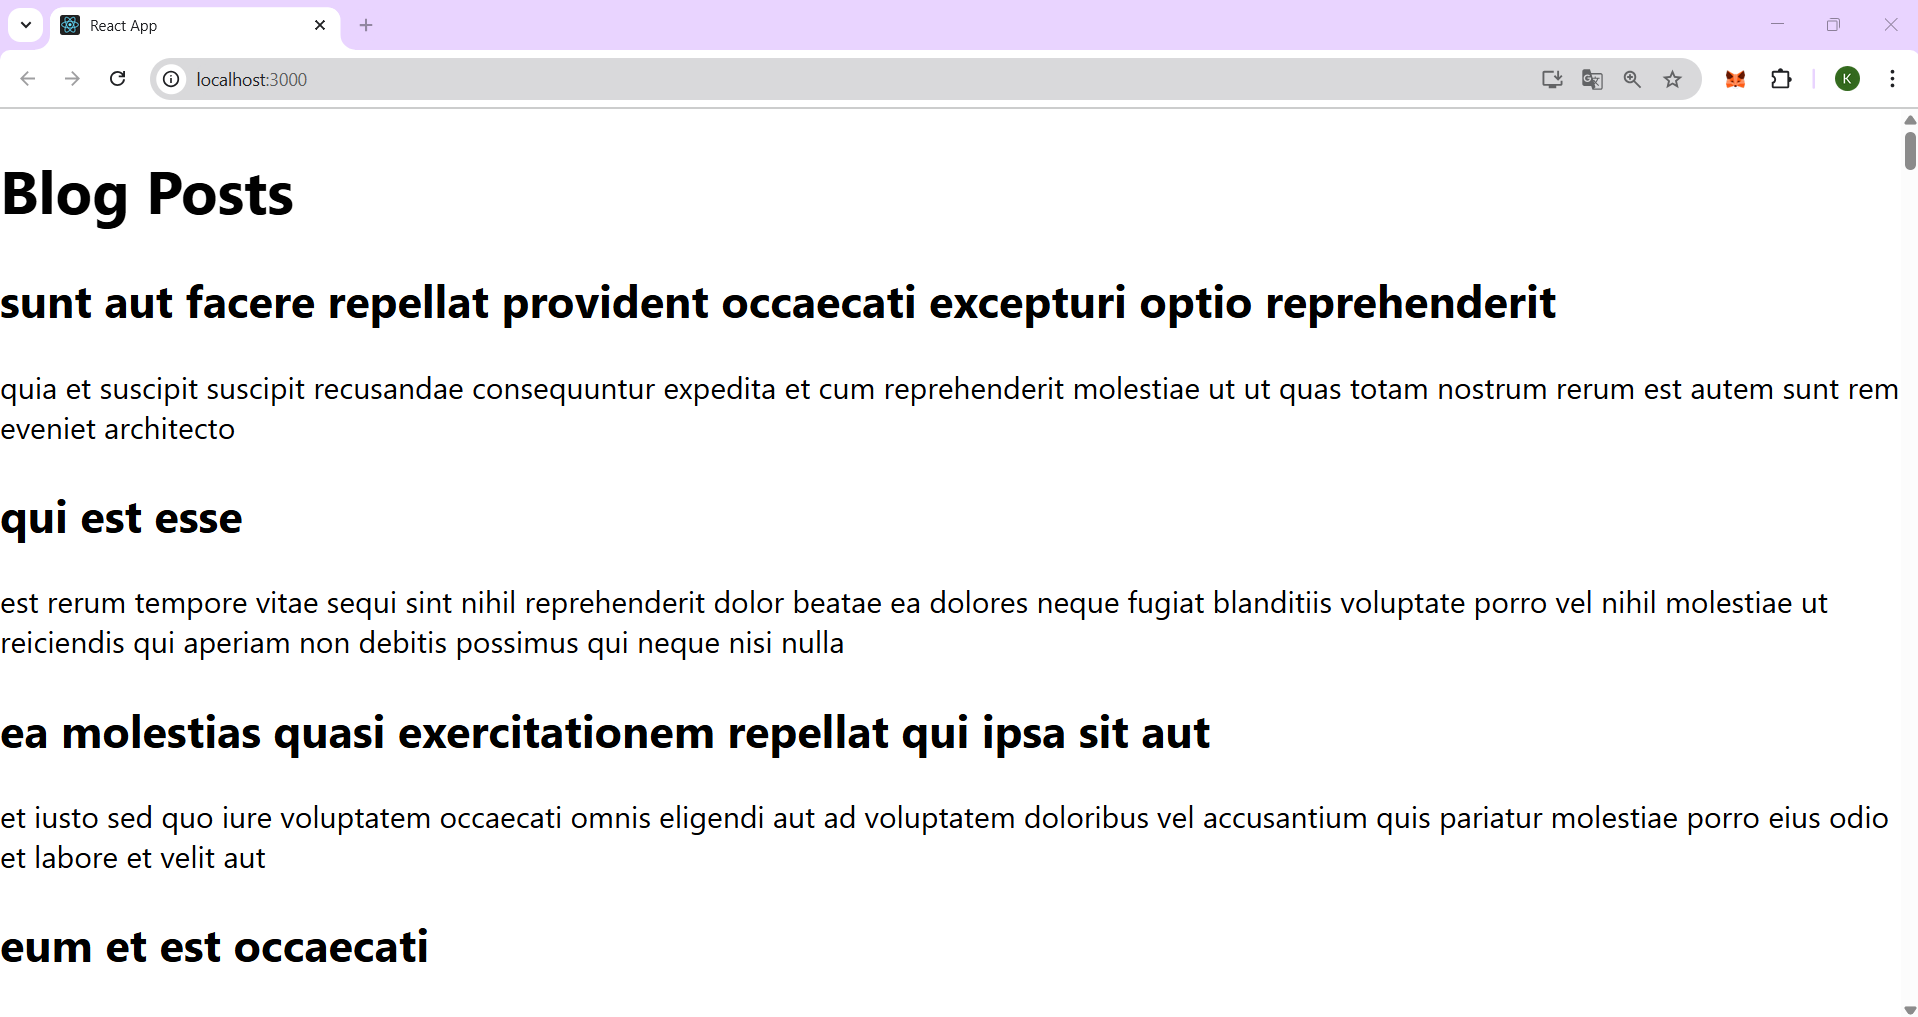 React App
localhost:3000
K
Blog Posts
sunt aut facere repellat provident occaecati excepturi optio reprehenderit
quia et suscipit suscipit recusandae consequuntur expedita et cum reprehenderit molestiae ut ut quas totam nostrum rerum est autem sunt rem
eveniet architecto
qui est esse
est rerum tempore vitae sequi sint nihil reprehenderit dolor beatae ea dolores neque fugiat blanditiis voluptate porro vel nihil molestiae ut
reiciendis qui aperiam non debitis possimus qui neque nisi nulla
ea molestias quasi exercitationem repellat qui ipsa sit aut
et iusto sed quo iure voluptatem occaecati omnis eligendi aut ad voluptatem doloribus vel accusantium quis pariatur molestiae porro eius odio
et labore et velit aut
eum et est occaecati